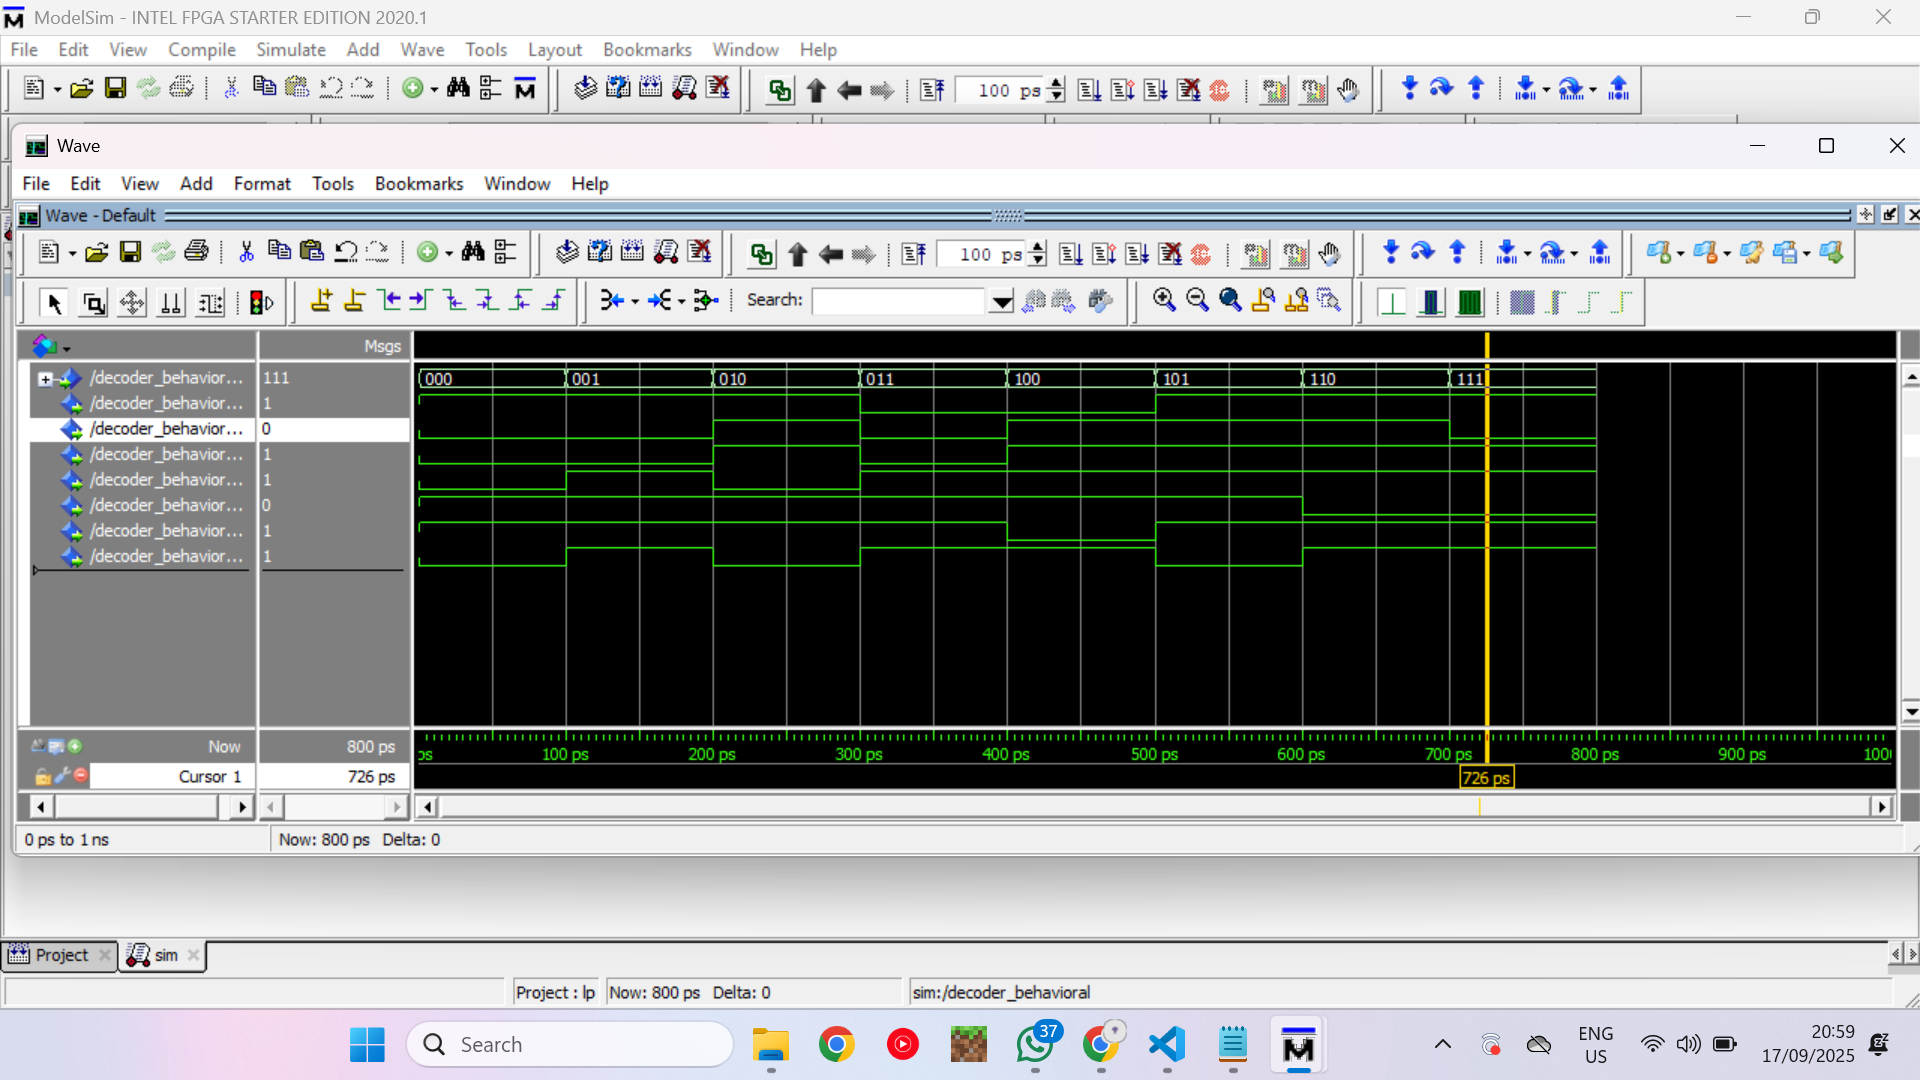 ModelSim - INTEL FPGA STARTER EDITION 2020.1
File Edit View Compile Simulate Add Wave Tools Layout Bookmarks Window Help
100 ps
Wave
File Edit View Add Format Tools Bookmarks Window Help
Wave - Default
100 ps
Search:
Msgs
/decoder_behavior... 111 000 001 010 011 100 101 110 111
/decoder_behavior... 1
/decoder_behavior... 0
/decoder_behavior... 1
/decoder_behavior... 1
/decoder_behavior... 0
/decoder_behavior... 1
/decoder_behavior... 1
Now 800 ps ps 100 ps 200 ps 300 ps 400 ps 500 ps 600 ps 700 ps 800 ps 900 ps 1000
Cursor 1 726 ps 726 ps
0 ps to 1 ns Now: 800 ps Delta: 0
Project sim
Project : lp Now: 800 ps Delta: 0 sim:/decoder_behavioral
Search 37 ENG US 20:59 17/09/2025